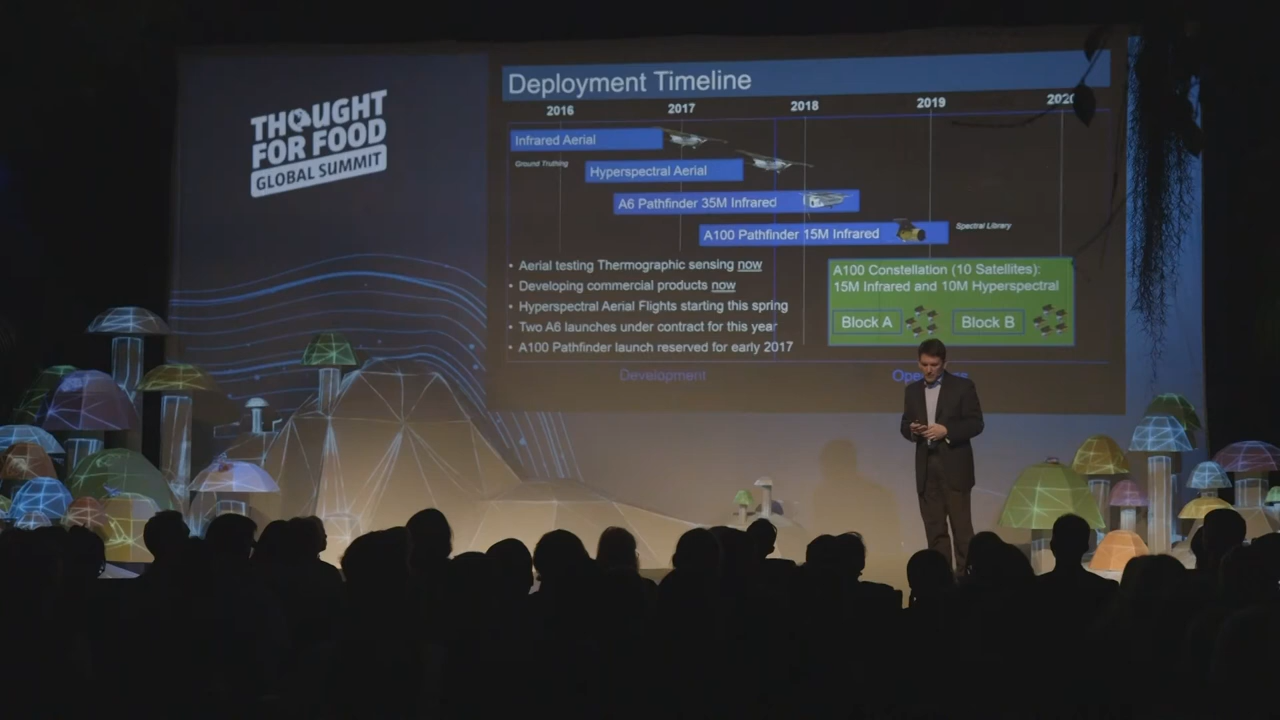 THOUGHT
FOR FOOD
GLOBAL SUMMIT
Deployment Timeline
2016 2017 2018 2019 2020
Infrared Aerial
Ground Truthing
Hyperspectral Aerial
A6 Pathfinder 35M Infrared
A100 Pathfinder 15M Infrared
Spectral Library
• Aerial testing Thermographic sensing now
• Developing commercial products now
• Hyperspectral Aerial Flights starting this spring
• Two A6 launches under contract for this year
• A100 Pathfinder launch reserved for early 2017
A100 Constellation (10 Satellites):
15M Infrared and 10M Hyperspectral
Block A Block B
Development